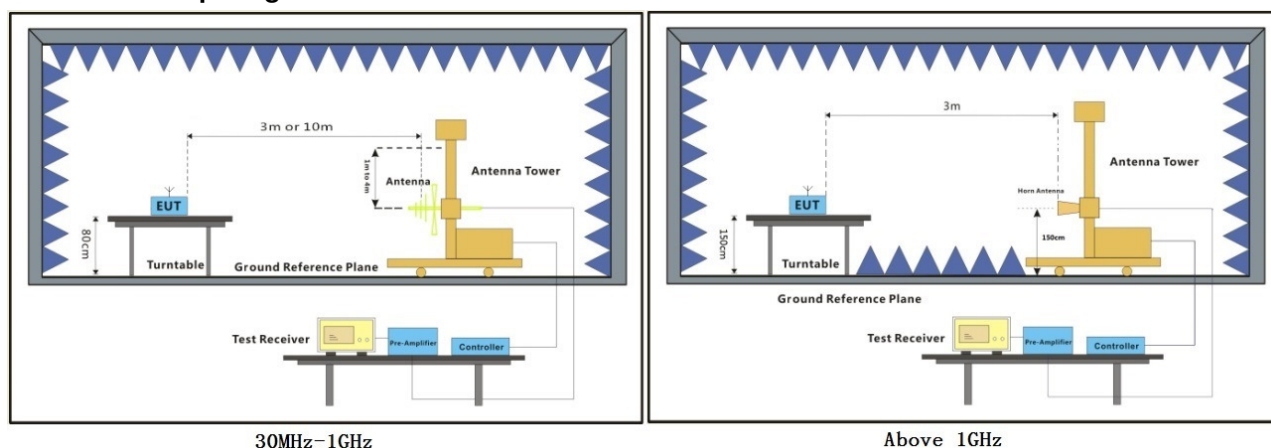 3m or 10m
1m to 4m
Antenna
Antenna Tower
EUT
80cm
Turntable
Ground Reference Plane
Test Receiver
Pre-Amplifier
Controller
30MHz-1GHz
3m
Antenna Tower
Horn Antenna
EUT
150cm
150cm
Turntable
Ground Reference Plane
Test Receiver
Pre-Amplifier
Controller
Above 1GHz